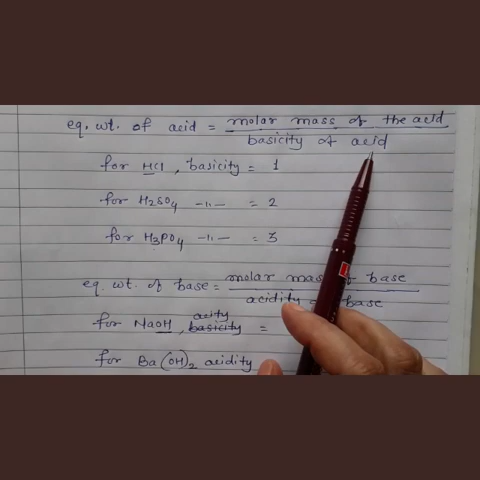 eq. wt. of acid = molar mass of the acid
basicity of acid
for HCl, basicity = 1
for H2SO4 -11- = 2
for H3PO4 -11- = 3
eq. wt. of base = molar mass of base
acidity base
acity
for NaOH, basicity =
for Ba(OH)2 acidity